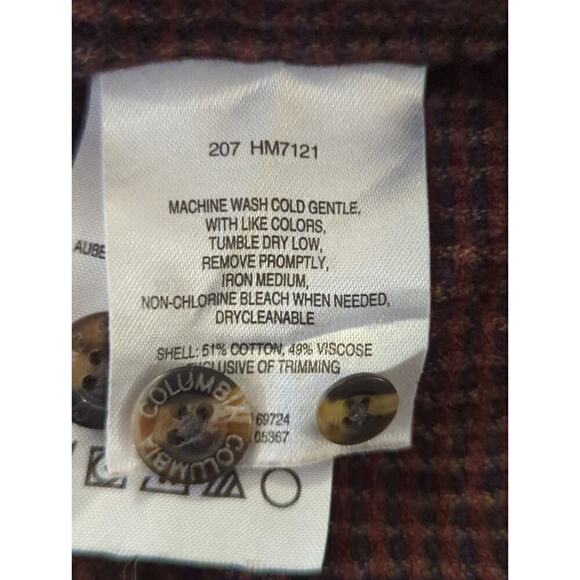 207 HM7121
MACHINE WASH COLD GENTLE,
WITH LIKE COLORS,
TUMBLE DRY LOW,
REMOVE PROMPTLY,
IRON MEDIUM,
NON-CHLORINE BLEACH WHEN NEEDED,
DRYCLEANABLE
AUBE
SHELL: 51% COTTON, 49% VISCOSE
EXCLUSIVE OF TRIMMING
69724
05367
COLUMBIA
COLUMBIA